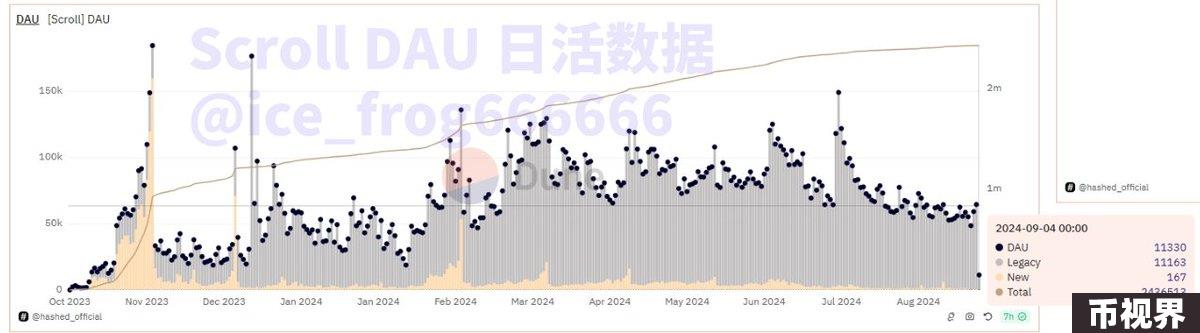 DAU [Scroll] DAU
Scroll DAU 日活数据
@ice_frog666666
Dune
150k
100k
50k
0
2m
1m
Oct 2023 Nov 2023 Dec 2023 Jan 2024 Jan 2024 Feb 2024 Mar 2024 Apr 2024 May 2024 Jun 2024 Jul 2024 Aug 2024
@hashed_official
7h
@hashed_official
2024-09-04 00:00
DAU 11330
Legacy 11163
New 167
Total 2436513
币视界